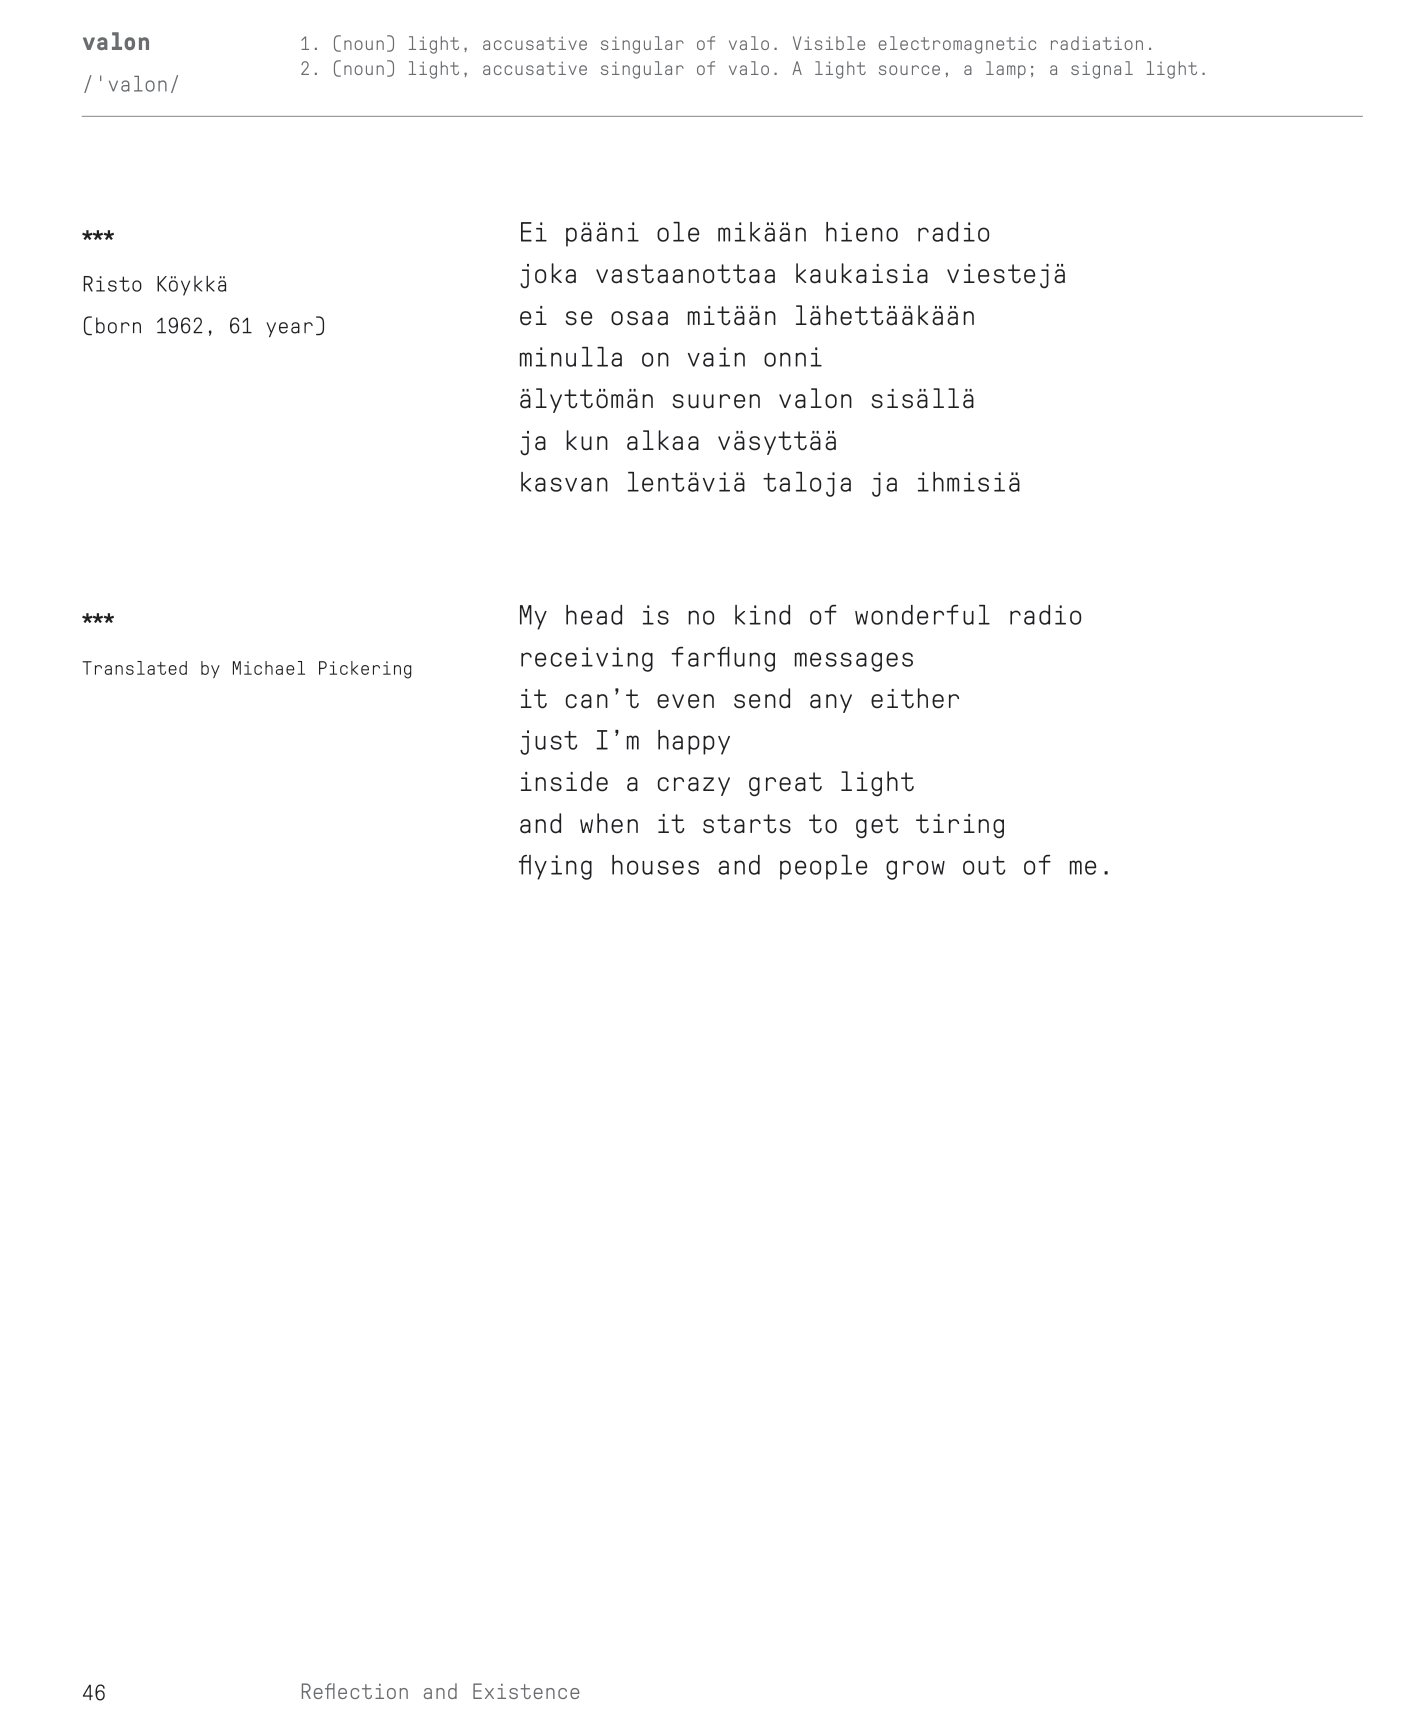 valon
/ˈvalon/
1. (noun) light, accusative singular of valo. Visible electromagnetic radiation.
2. (noun) light, accusative singular of valo. A light source, a lamp; a signal light.
***
Risto Köykkä
(born 1962, 61 year)
Ei pääni ole mikään hieno radio
joka vastaanottaa kaukaisia viestejä
ei se osaa mitään lähettääkään
minulla on vain onni
älyttömän suuren valon sisällä
ja kun alkaa väsyttää
kasvan lentäviä taloja ja ihmisiä
***
Translated by Michael Pickering
My head is no kind of wonderful radio
receiving farflung messages
it can't even send any either
just I'm happy
inside a crazy great light
and when it starts to get tiring
flying houses and people grow out of me.
46
Reflection and Existence